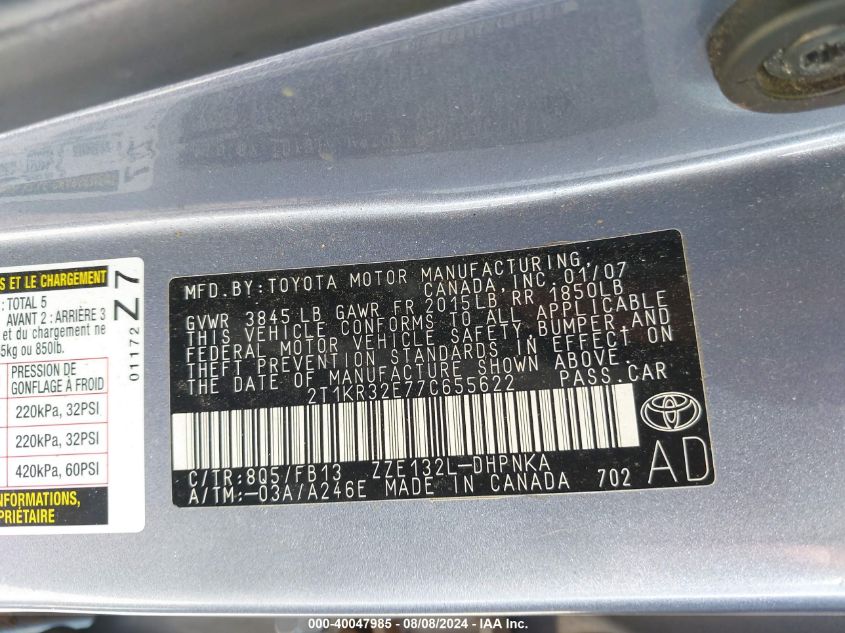 S ET LE CHARGEMENT
: TOTAL 5
AVANT 2 : ARRIÈRE 3
et du chargement ne
5kg ou 850lb.
PRESSION DE
GONFLAGE À FROID
220kPa, 32PSI
220kPa, 32PSI
420kPa, 60PSI
NFORMATIONS,
PRIÉTAIRE
01172 Z7
MFD.BY:TOYOTA MOTOR MANUFACTURING,
CANADA,INC.01/07
GVWR 3845LB GAWR FR 2015LB RR 1850LB
THIS VEHICLE CONFORMS TO ALL APPLICABLE
FEDERAL MOTOR VEHICLE SAFETY,BUMPER,AND
THEFT PREVENTION STANDARDS IN EFFECT ON
THE DATE OF MANUFACTURE SHOWN ABOVE.
2T1KR32E77C655622 PASS.CAR
C/TR:8Q5/FB13 ZZE132L-DHPNKA
A/TM:-03A/A246E MADE IN CANADA 702
AD
000-40047985 - 08/08/2024 - IAA Inc.